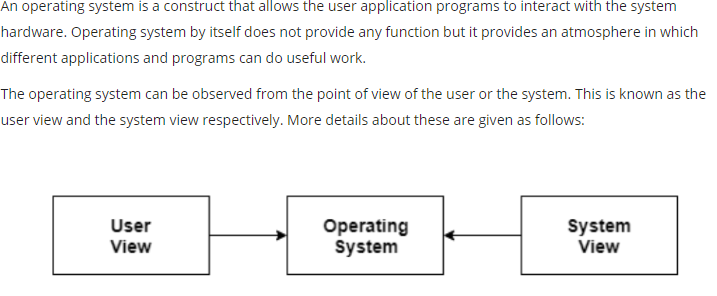 An operating system is a construct that allows the user application programs to interact with the system
hardware. Operating system by itself does not provide any function but it provides an atmosphere in which
different applications and programs can do useful work.
The operating system can be observed from the point of view of the user or the system. This is known as the
user view and the system view respectively. More details about these are given as follows:
User
View
Operating
System
System
View